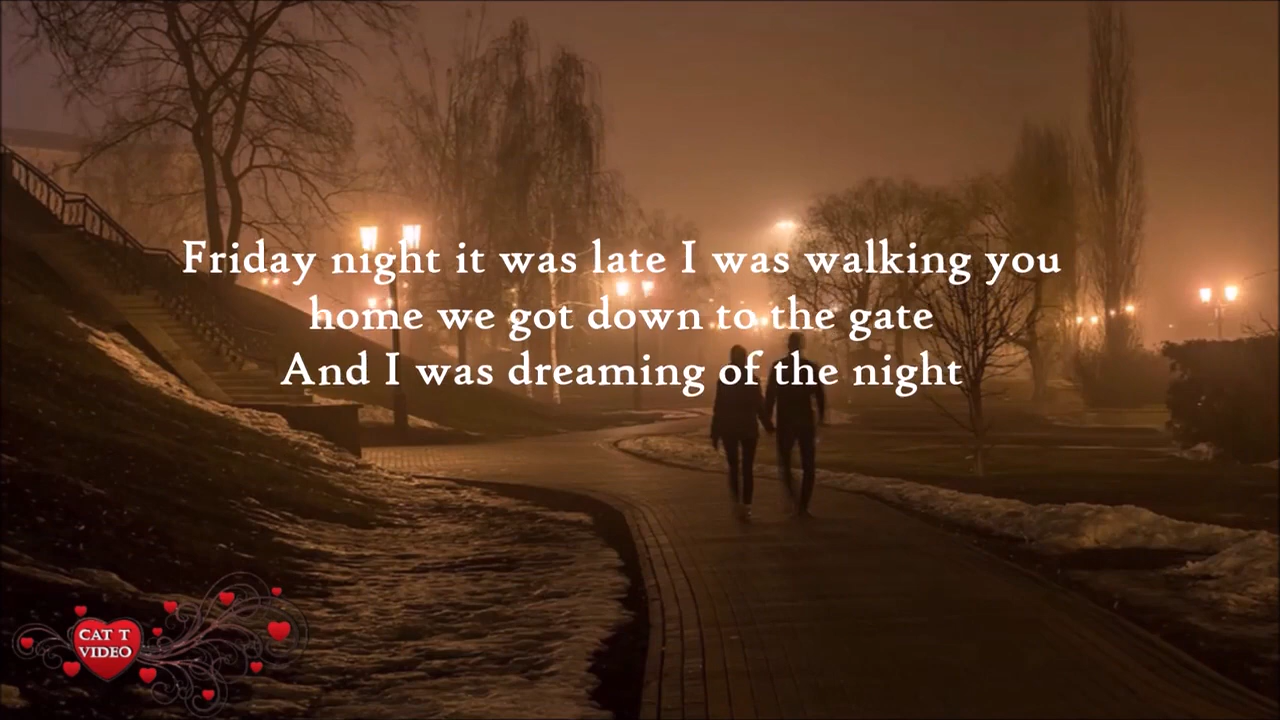 Friday night it was late I was walking you
home we got down to the gate
And I was dreaming of the night
CAT T
VIDEO